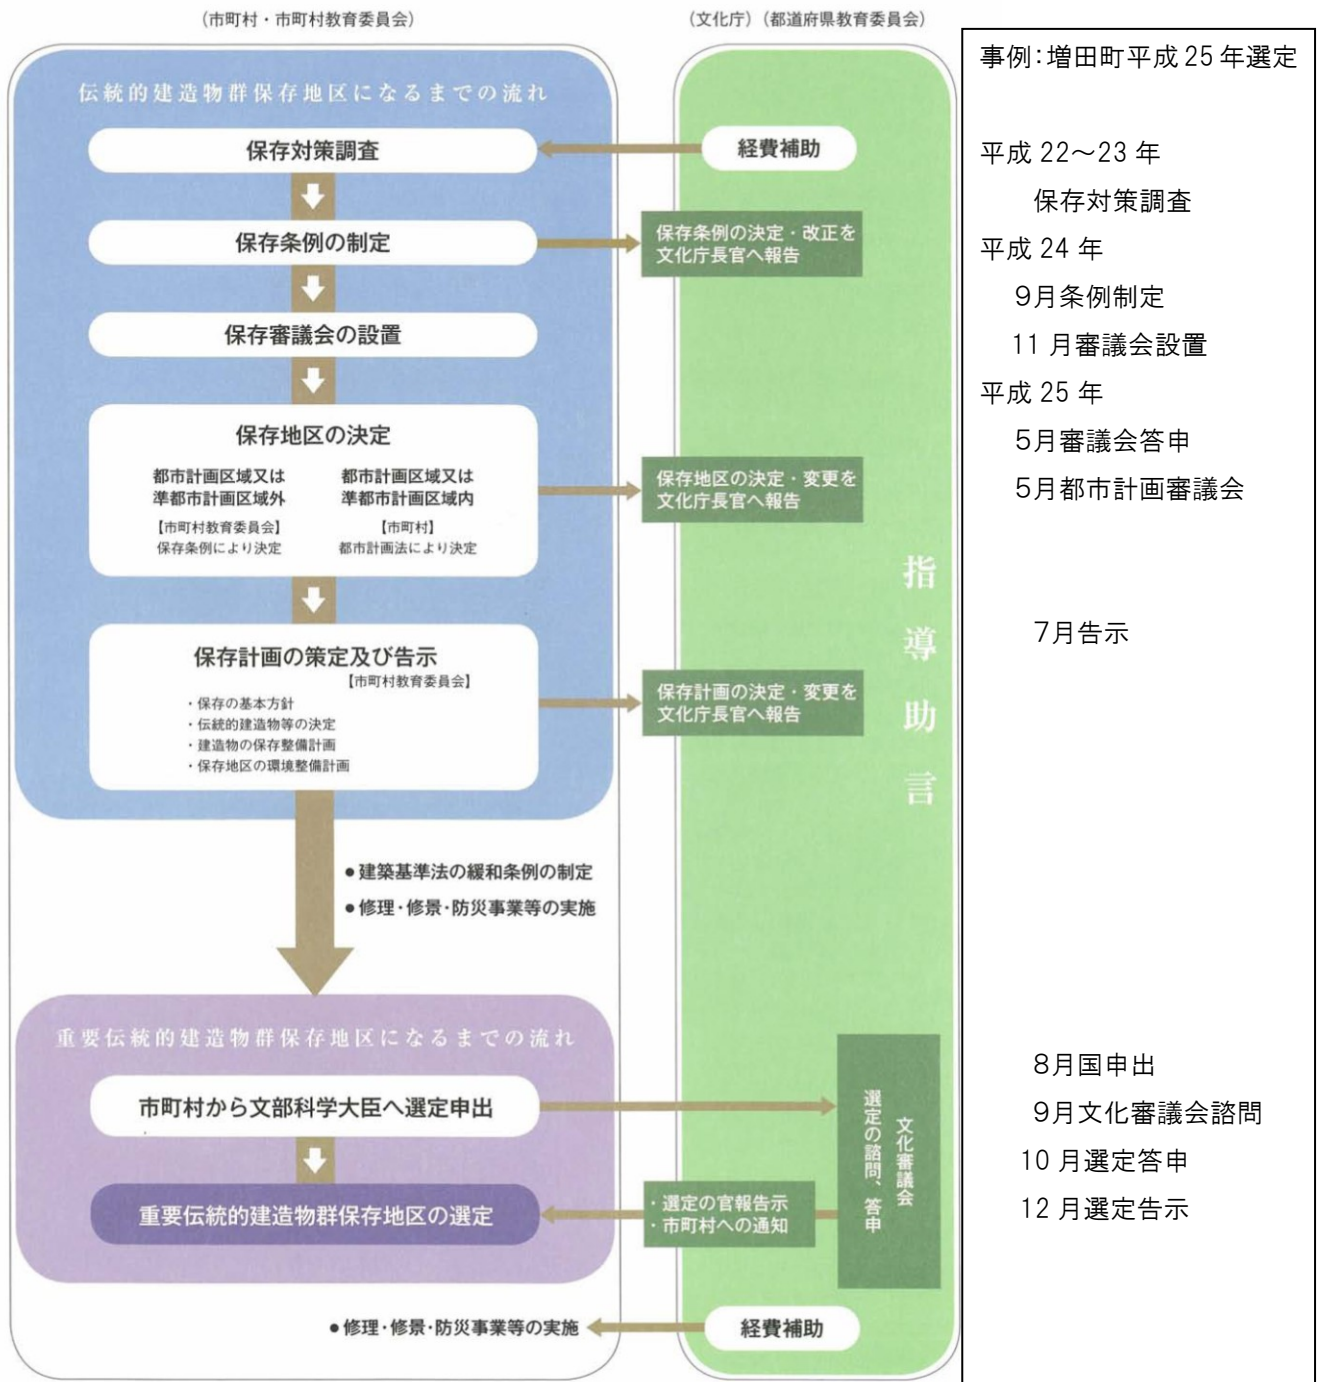 (市町村・市町村教育委員会)
(文化庁)(都道府県教育委員会)
伝統的建造物群保存地区になるまでの流れ
保存対策調査
経費補助
保存条例の制定
保存条例の決定・改正を
文化庁長官へ報告
保存審議会の設置
保存地区の決定
都市計画区域又は
準都市計画区域外
【市町村教育委員会】
保存条例により決定
都市計画区域又は
準都市計画区域内
【市町村】
都市計画法により決定
保存地区の決定・変更を
文化庁長官へ報告
保存計画の策定及び告示
【市町村教育委員会】
・保存の基本方針
・伝統的建造物等の決定
・建造物の保存整備計画
・保存地区の環境整備計画
保存計画の決定・変更を
文化庁長官へ報告
指導助言
●建築基準法の緩和条例の制定
●修理・修景・防災事業等の実施
重要伝統的建造物群保存地区になるまでの流れ
市町村から文部科学大臣へ選定申出
文化審議会
選定の諮問、答申
重要伝統的建造物群保存地区の選定
・選定の官報告示
・市町村への通知
●修理・修景・防災事業等の実施
経費補助
事例:増田町平成25年選定
平成22~23年
保存対策調査
平成24年
9月条例制定
11月審議会設置
平成25年
5月審議会答申
5月都市計画審議会
7月告示
8月国申出
9月文化審議会諮問
10月選定答申
12月選定告示